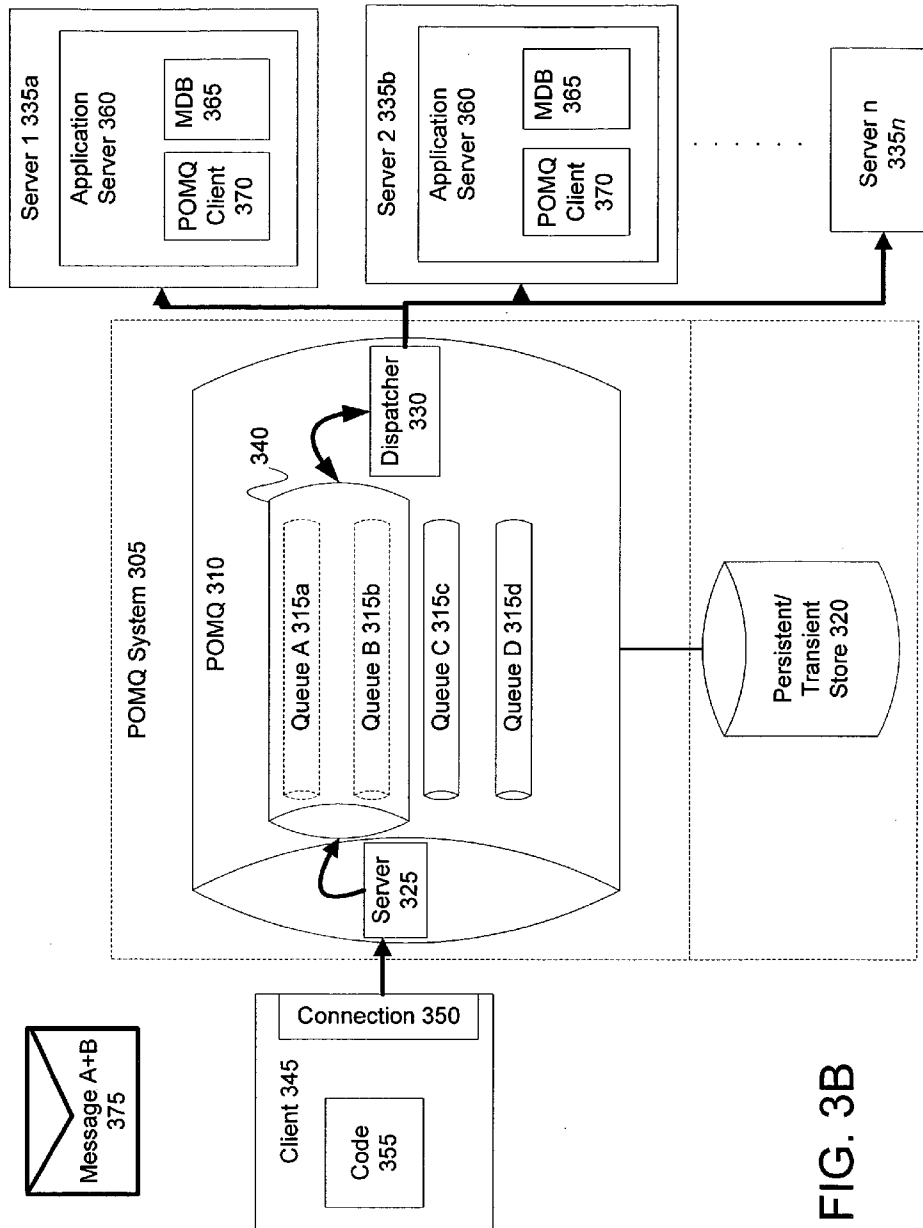 Message A+B
375
Client 345
Code
355
Connection 350
POMQ System 305
POMQ 310
Server
325
340
Queue A 315a
Queue B 315b
Queue C 315c
Queue D 315d
Dispatcher
330
Persistent/
Transient
Store 320
Server 1 335a
Application
Server 360
POMQ
Client
370
MDB
365
Server 2 335b
Application
Server 360
POMQ
Client
370
MDB
365
Server n
335n
FIG. 3B